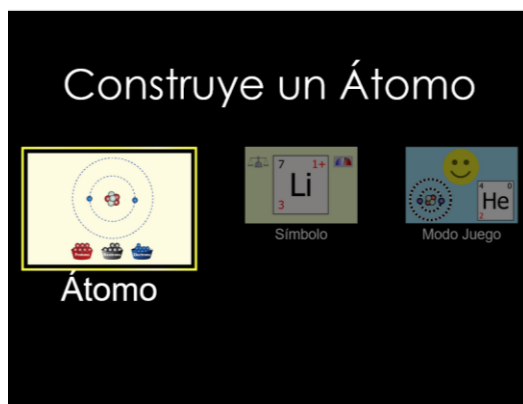 Construye un Átomo
7 1+
Li
3
4 0
He
2
Símbolo
Modo Juego
Átomo